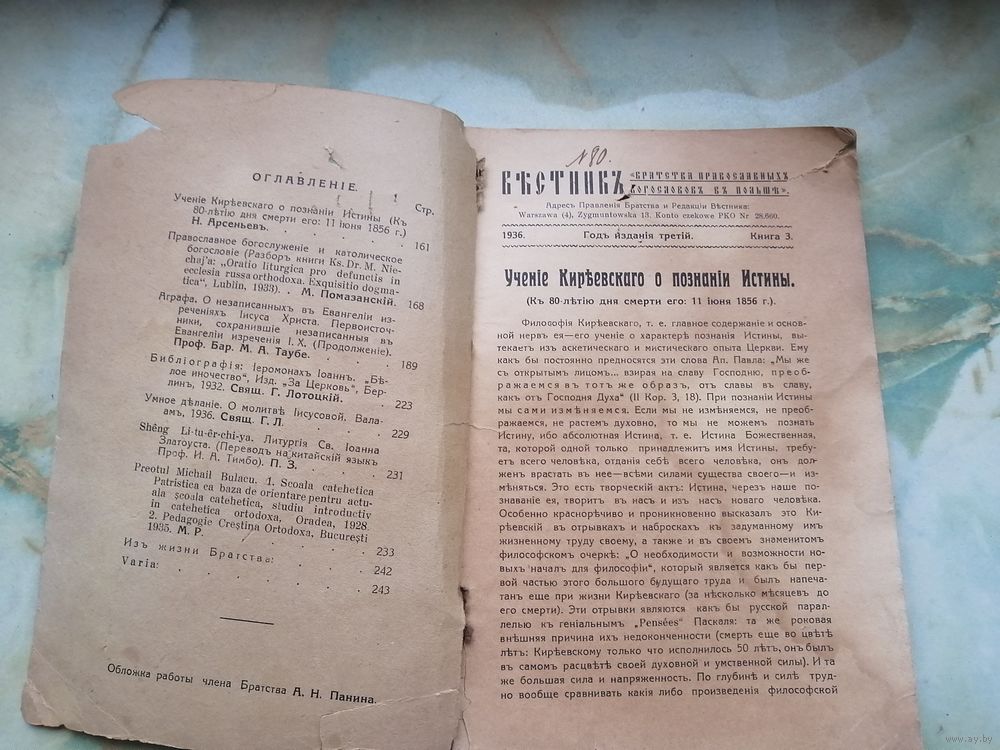 ОГЛАВЛЕНІЕ.
Стр.
Ученіе Кирѣевскаго о познаніи Истины (Къ
80-лѣтію дня смерти его: 11 іюня 1856 г.)
Н. Арсеньевъ. 161
Православное богослуженіе и католическое
богословіе (Разборъ книги Ks. Dr. M. Nie-
chaj'a: „Oratio liturgica pro defunctis in
ecclesia russa orthodoxa. Exquisitio dogma-
tica“, Lublin, 1933). . М. Помазанскій. 168
Аграфа. О незаписанныхъ въ Евангеліи из-
реченіяхъ Іисуса Христа. Первоисточ-
ники, сохранившіе незаписанныя въ
Евангеліи изреченія І. Х. (Продолженіе).
Проф. Бар. М. А. Таубе. . . . 189
Библіографія: Іеромонахъ Іоаннъ. „Бѣ-
лое иночество“, Изд. „За Церковь“, Бер-
линъ, 1932. Свящ. Г. Лотоцкій. . 223
Умное дѣланіе. О молитвѣ Іисусовой. Вала-
амъ, 1936. Свящ. Г. Л. . . . 229
Shêng Li-tu-êr-chi-ya. Литургія Св. Іоанна
Златоуста. (Переводъ на китайскій языкъ
Проф. И. А. Тимбо). П. З. . . . 231
Preotul Michail Bulacu. 1. Scoala catehetica
Patristica ca baza de orientare pentru actu-
ala şcoala catehetica, studiu introductiv
in catehetica ortodoxa, Oradea, 1928.
2. Pedagogie Creştina Ortodoxa, Bucureşti
1935. М. Р. . . . . 233
Изъ жизни Братства: . . . 242
Varia: . . . . . 243
Обложка работы члена Братства А. Н. Панина.
N 80.
ВѢСТНИКЪ «БРАТСТВА ПРАВОСЛАВНЫХЪ
БОГОСЛОВОВЪ ВЪ ПОЛЬШѢ».
Адресъ Правленія Братства и Редакціи Вѣстника:
Warszawa (4), Zygmuntowska 13. Konto czekowe PKO Nr 28.660.
1936. Годъ изданія третій. Книга 3.
Ученіе Кирѣевскаго о познаніи Истины.
(Къ 80-лѣтію дня смерти его: 11 іюня 1856 г.).
Философія Кирѣевскаго, т. е. главное содержаніе и основ-
ной нервъ ея—его ученіе о характерѣ познанія Истины, вы-
текаетъ изъ аскетическаго и мистическаго опыта Церкви. Ему
какъ бы постоянно предносятся эти слова Ап. Павла: „Мы же
съ открытымъ лицомъ... взирая на славу Господню, преоб-
ражаемся въ тотъ же образъ, отъ славы въ славу,
какъ отъ Господня Духа“ (II Кор. 3, 18). При познаніи Истины
мы сами измѣняемся. Если мы не измѣняемся, не преоб-
ражаемся, не растемъ духовно, то мы не можемъ познать
Истину, ибо абсолютная Истина, т. е. Истина Божественная,
та, которой одной только принадлежитъ имя Истины, требу-
етъ всего человѣка, отданія себѣ всего человѣка, онъ дол-
женъ врастать въ нее—всѣми силами существа своего—и из-
мѣняться. Это есть творческій актъ: Истина, черезъ наше по-
знаваніе ея, творитъ въ насъ и изъ насъ новаго человѣка.
Особенно краснорѣчиво и проникновенно высказалъ это Ки-
рѣевскій въ отрывкахъ и наброскахъ къ задуманному имъ
жизненному труду своему, а также и въ своемъ знаменитомъ
философскомъ очеркѣ: „О необходимости и возможности но-
выхъ началъ для философіи“, который является какъ бы пер-
вой частью этого большого будущаго труда и былъ напеча-
танъ еще при жизни Кирѣевскаго (за нѣсколько мѣсяцевъ до
его смерти). Эти отрывки являются какъ бы русской парал-
лелью къ геніальнымъ „Pensées“ Паскаля: та же роковая
внѣшняя причина ихъ недоконченности (смерть еще во цвѣтѣ
лѣтъ: Кирѣевскому только что исполнилось 50 лѣтъ, онъ былъ
въ самомъ расцвѣтѣ своей духовной и умственной силы). И та
же большая сила и напряженность. По глубинѣ и силѣ труд-
но вообще сравнивать какія либо произведенія философской
www.ay.by